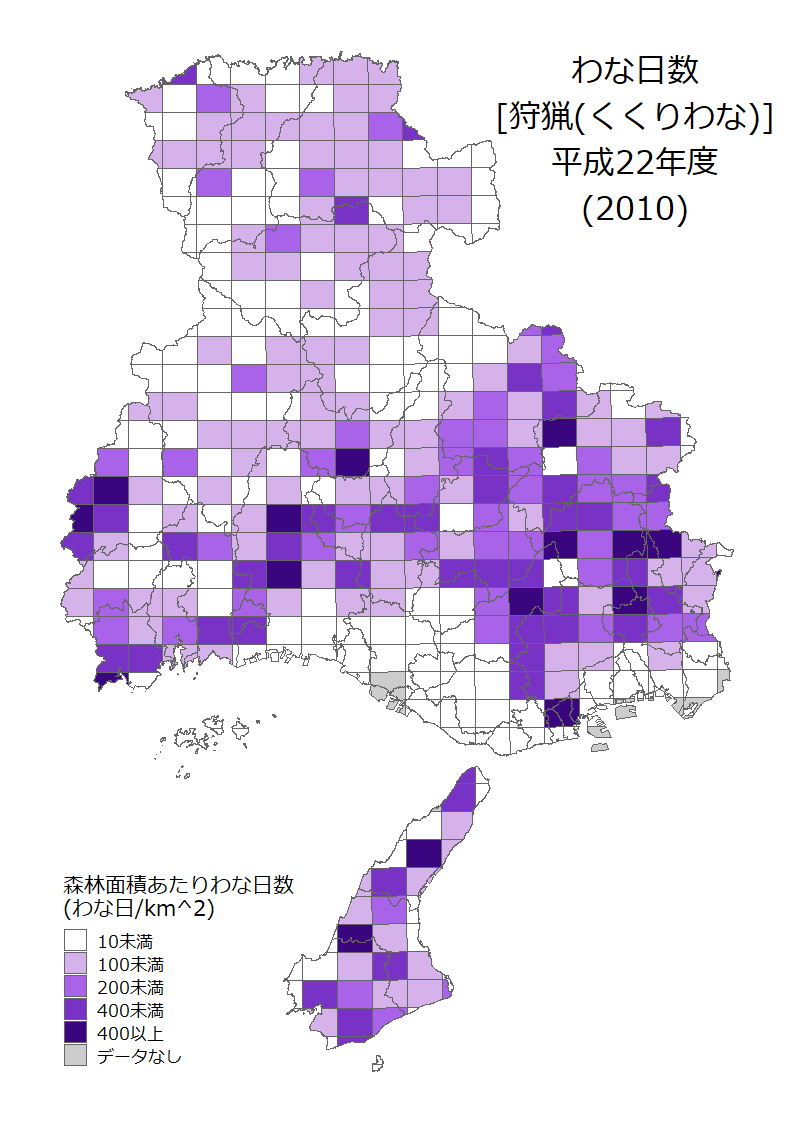 わな日数
[狩猟(くくりわな)]
平成22年度
(2010)
森林面積あたりわな日数
(わな日/km^2)
10未満
100未満
200未満
400未満
400以上
データなし